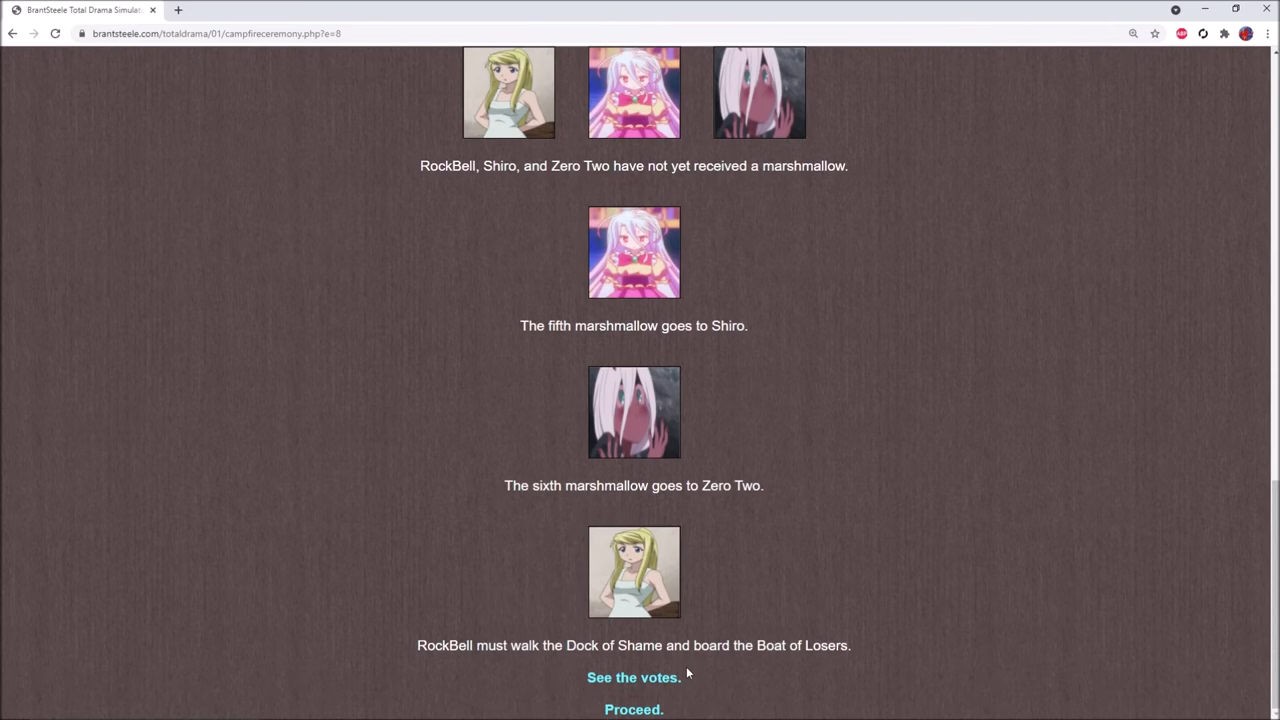 BrantSteele Total Drama Simulat
brantsteele.com/totaldrama/01/campfireceremony.php?e=8
ABP
RockBell, Shiro, and Zero Two have not yet received a marshmallow.
The fifth marshmallow goes to Shiro.
The sixth marshmallow goes to Zero Two.
RockBell must walk the Dock of Shame and board the Boat of Losers.
See the votes.
Proceed.